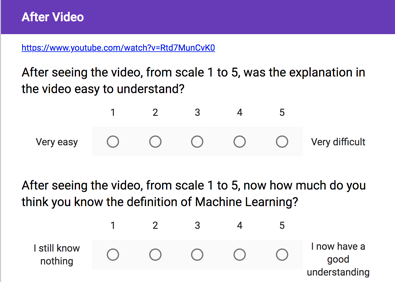 After Video
https://www.youtube.com/watch?v=Rtd7MunCvK0
After seeing the video, from scale 1 to 5, was the explanation in
the video easy to understand?
1 2 3 4 5
Very easy Very difficult
After seeing the video, from scale 1 to 5, now how much do you
think you know the definition of Machine Learning?
1 2 3 4 5
I still know
nothing
I now have a
good
understanding